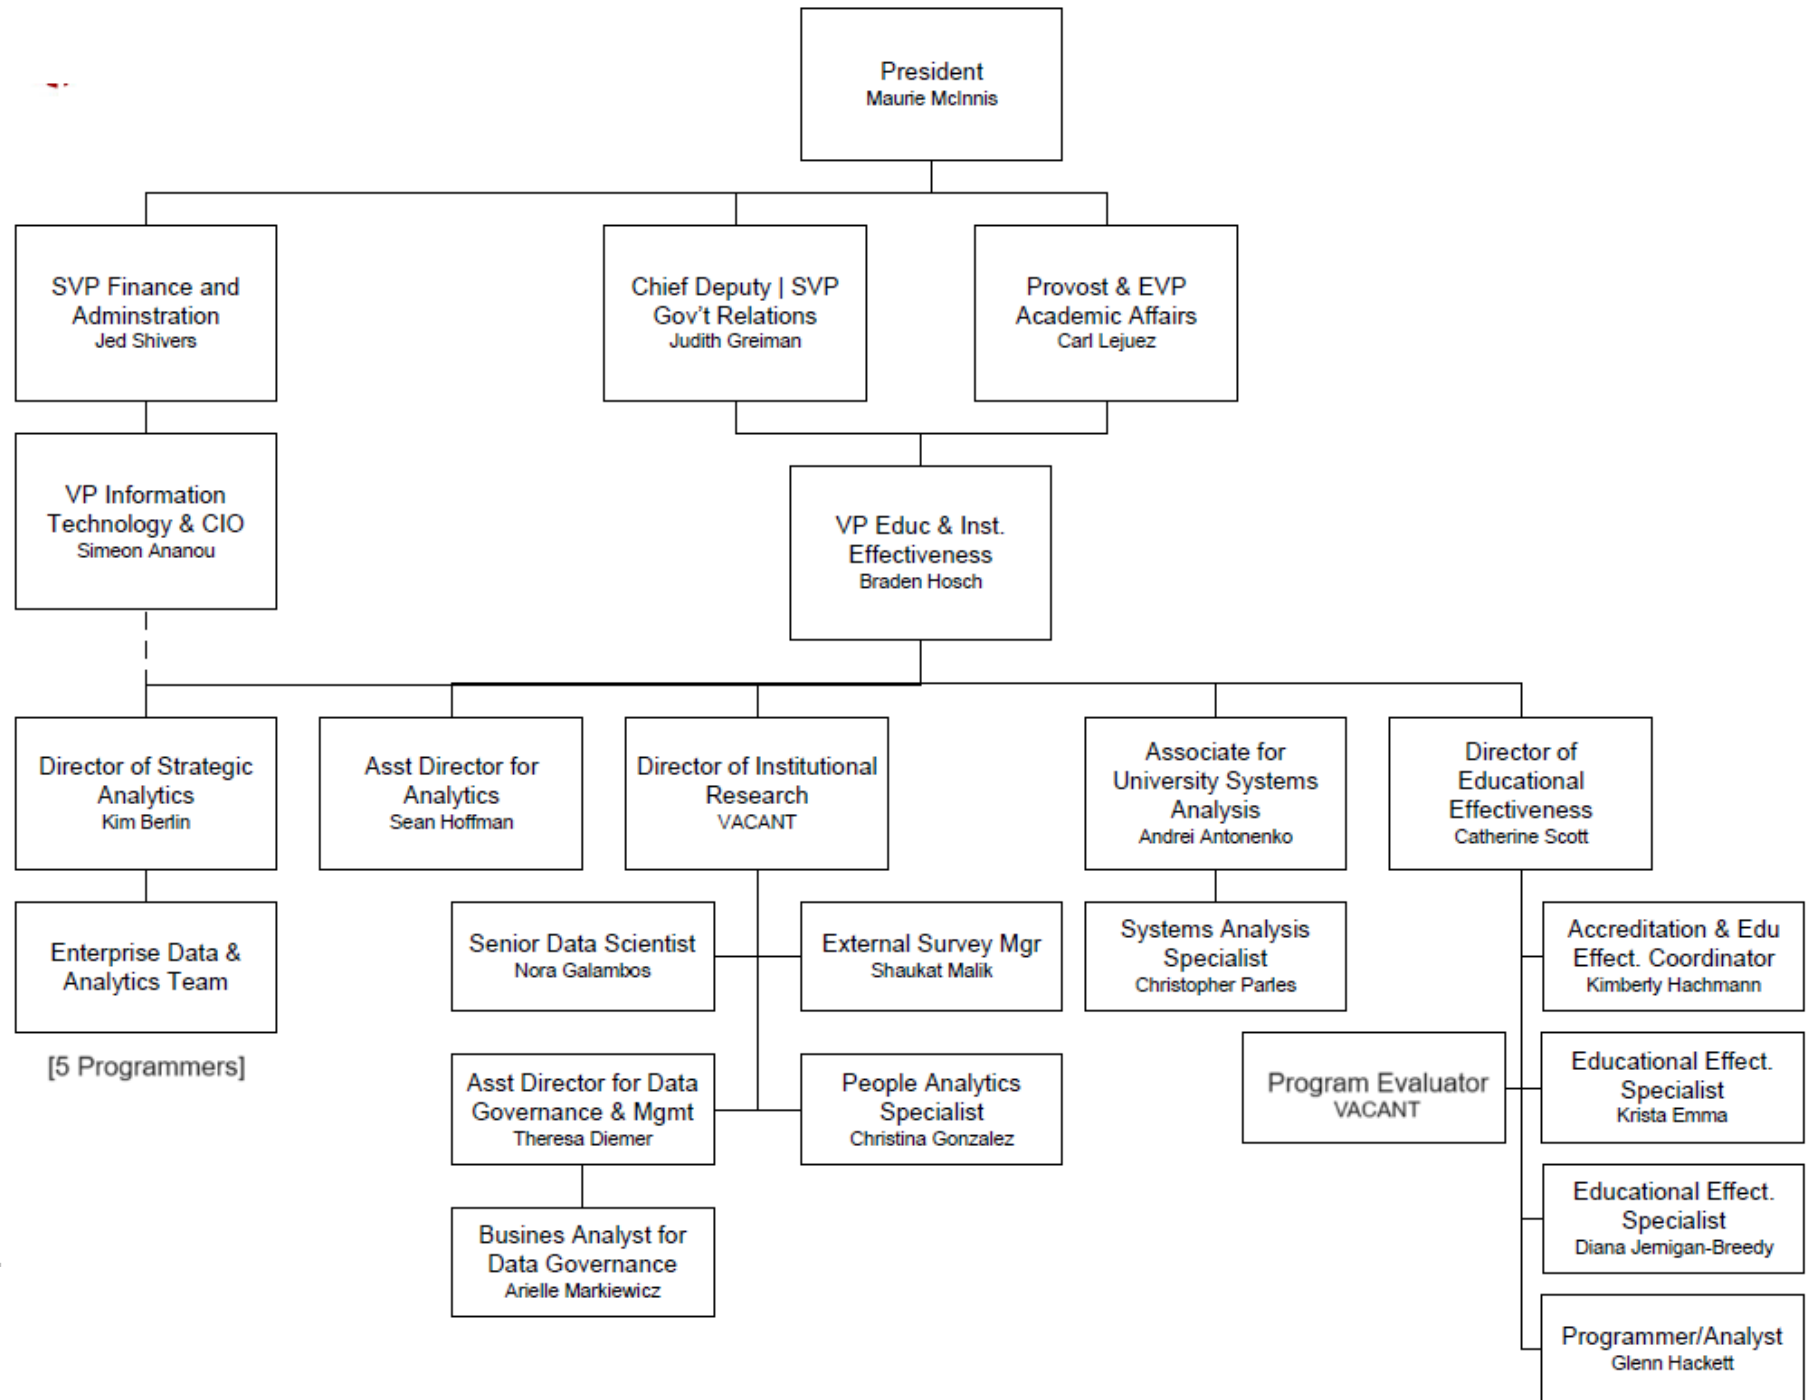 President
Maurie McInnis
SVP Finance and
Adminstration
Jed Shivers
Chief Deputy | SVP
Gov't Relations
Judith Greiman
Provost & EVP
Academic Affairs
Carl Lejuez
VP Information
Technology & CIO
Simeon Ananou
VP Educ & Inst.
Effectiveness
Braden Hosch
Director of Strategic
Analytics
Kim Berlin
Asst Director for
Analytics
Sean Hoffman
Director of Institutional
Research
VACANT
Associate for
University Systems
Analysis
Andrei Antonenko
Director of
Educational
Effectiveness
Catherine Scott
Enterprise Data &
Analytics Team
[5 Programmers]
Senior Data Scientist
Nora Galambos
External Survey Mgr
Shaukat Malik
Systems Analysis
Specialist
Christopher Parles
Accreditation & Edu
Effect. Coordinator
Kimberly Hachmann
Asst Director for Data
Governance & Mgmt
Theresa Diemer
People Analytics
Specialist
Christina Gonzalez
Program Evaluator
VACANT
Educational Effect.
Specialist
Krista Emma
Educational Effect.
Specialist
Diana Jernigan-Breedy
Busines Analyst for
Data Governance
Arielle Markiewicz
Programmer/Analyst
Glenn Hackett